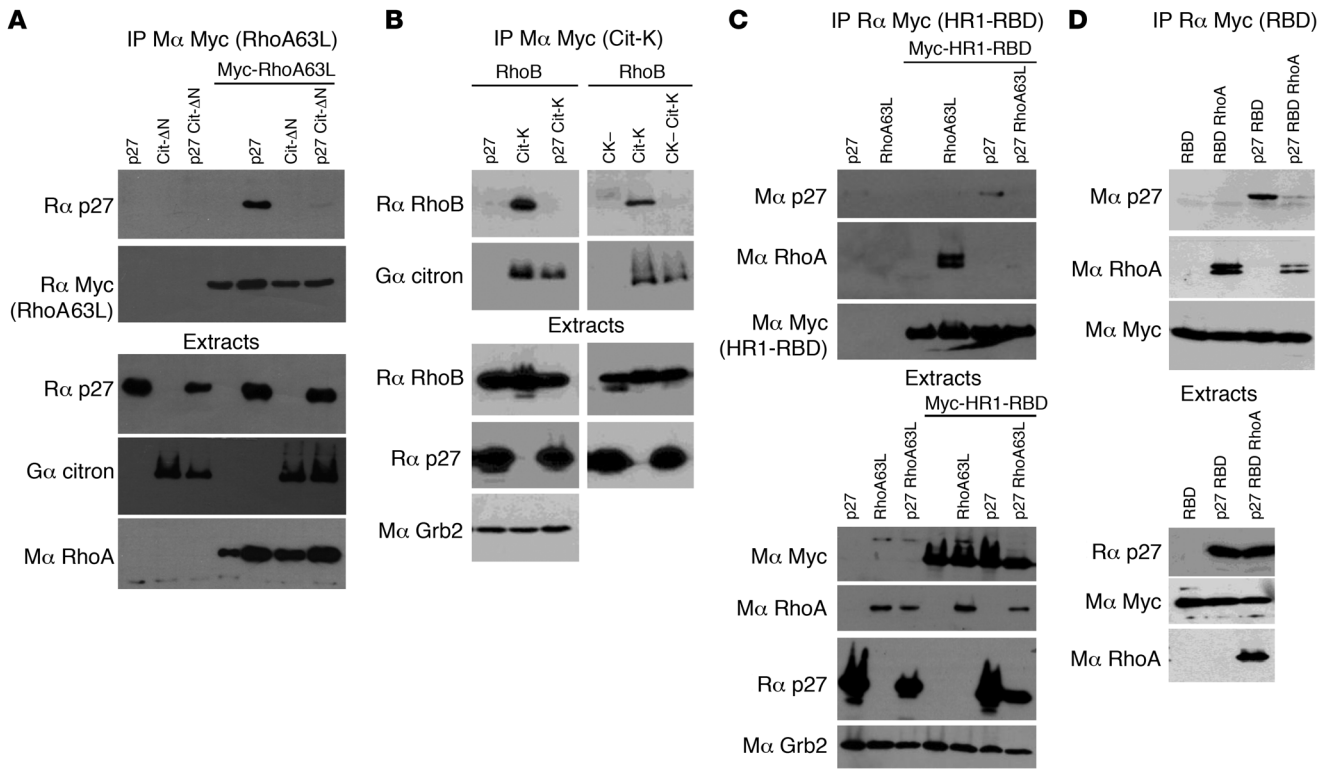 A
IP Mα Myc (RhoA63L)
Myc-RhoA63L
p27
Cit-ΔN
p27 Cit-ΔN
p27
Cit-ΔN
p27 Cit-ΔN
Rα p27
Rα Myc
(RhoA63L)
Extracts
Rα p27
Gα citron
Mα RhoA
B
IP Mα Myc (Cit-K)
RhoB
RhoB
p27
Cit-K
p27 Cit-K
CK–
Cit-K
CK– Cit-K
Rα RhoB
Gα citron
Extracts
Rα RhoB
Rα p27
Mα Grb2
C
IP Rα Myc (HR1-RBD)
Myc-HR1-RBD
p27
RhoA63L
RhoA63L
p27
p27 RhoA63L
Mα p27
Mα RhoA
Mα Myc
(HR1-RBD)
Extracts
Myc-HR1-RBD
p27
RhoA63L
p27 RhoA63L
RhoA63L
p27
p27 RhoA63L
Mα Myc
Mα RhoA
Rα p27
Mα Grb2
D
IP Rα Myc (RBD)
RBD
RBD RhoA
p27 RBD
p27 RBD RhoA
Mα p27
Mα RhoA
Mα Myc
Extracts
RBD
p27 RBD
p27 RBD RhoA
Rα p27
Mα Myc
Mα RhoA